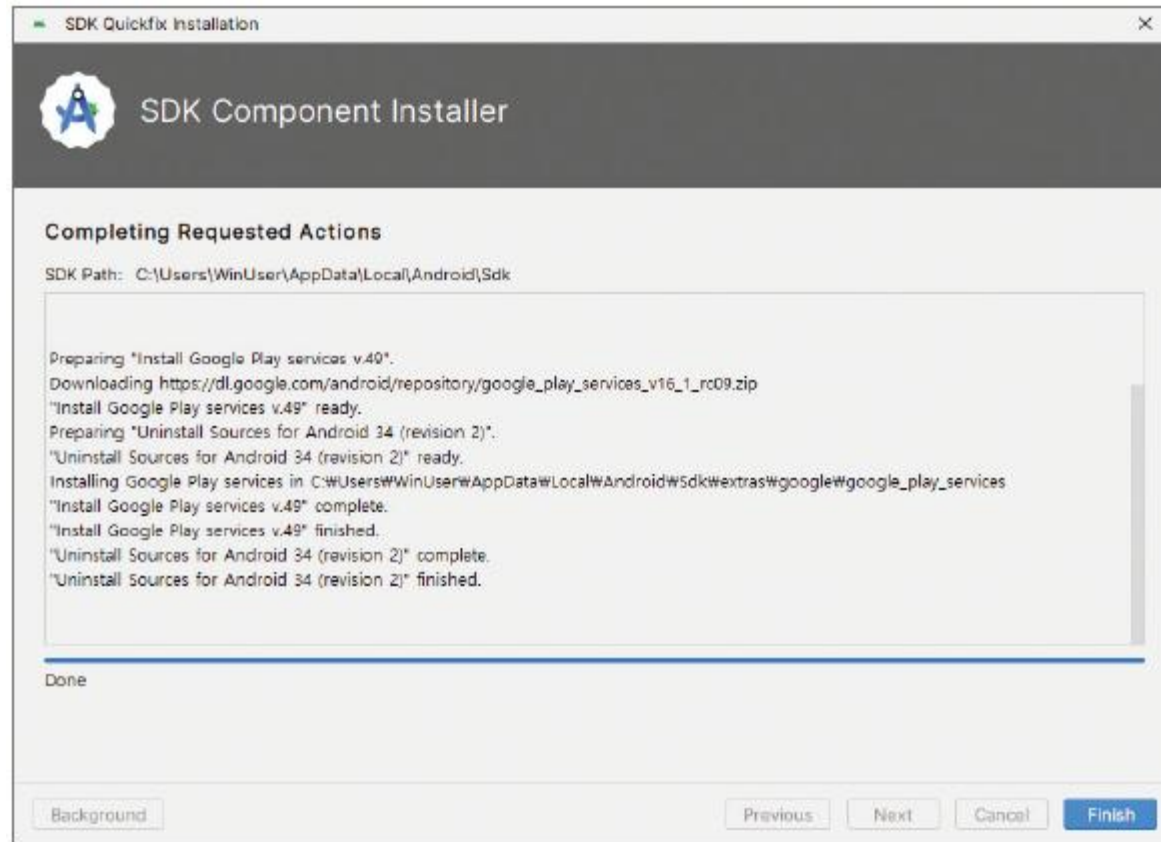 SDK Quickfix Installation
SDK Component Installer
Completing Requested Actions
SDK Path: C:\Users\WinUser\AppData\Local\Android\Sdk
Preparing "Install Google Play services v.49".
Downloading https://dl.google.com/android/repository/google_play_services_v16_1_rc09.zip
"Install Google Play services v.49" ready.
Preparing "Uninstall Sources for Android 34 (revision 2)".
"Uninstall Sources for Android 34 (revision 2)" ready.
Installing Google Play services in C:₩Users₩WinUser₩AppData₩Local₩Android₩Sdk₩extras₩google₩google_play_services
"Install Google Play services v.49" complete.
"Install Google Play services v.49" finished.
"Uninstall Sources for Android 34 (revision 2)" complete.
"Uninstall Sources for Android 34 (revision 2)" finished.
Done
Background Previous Next Cancel Finish